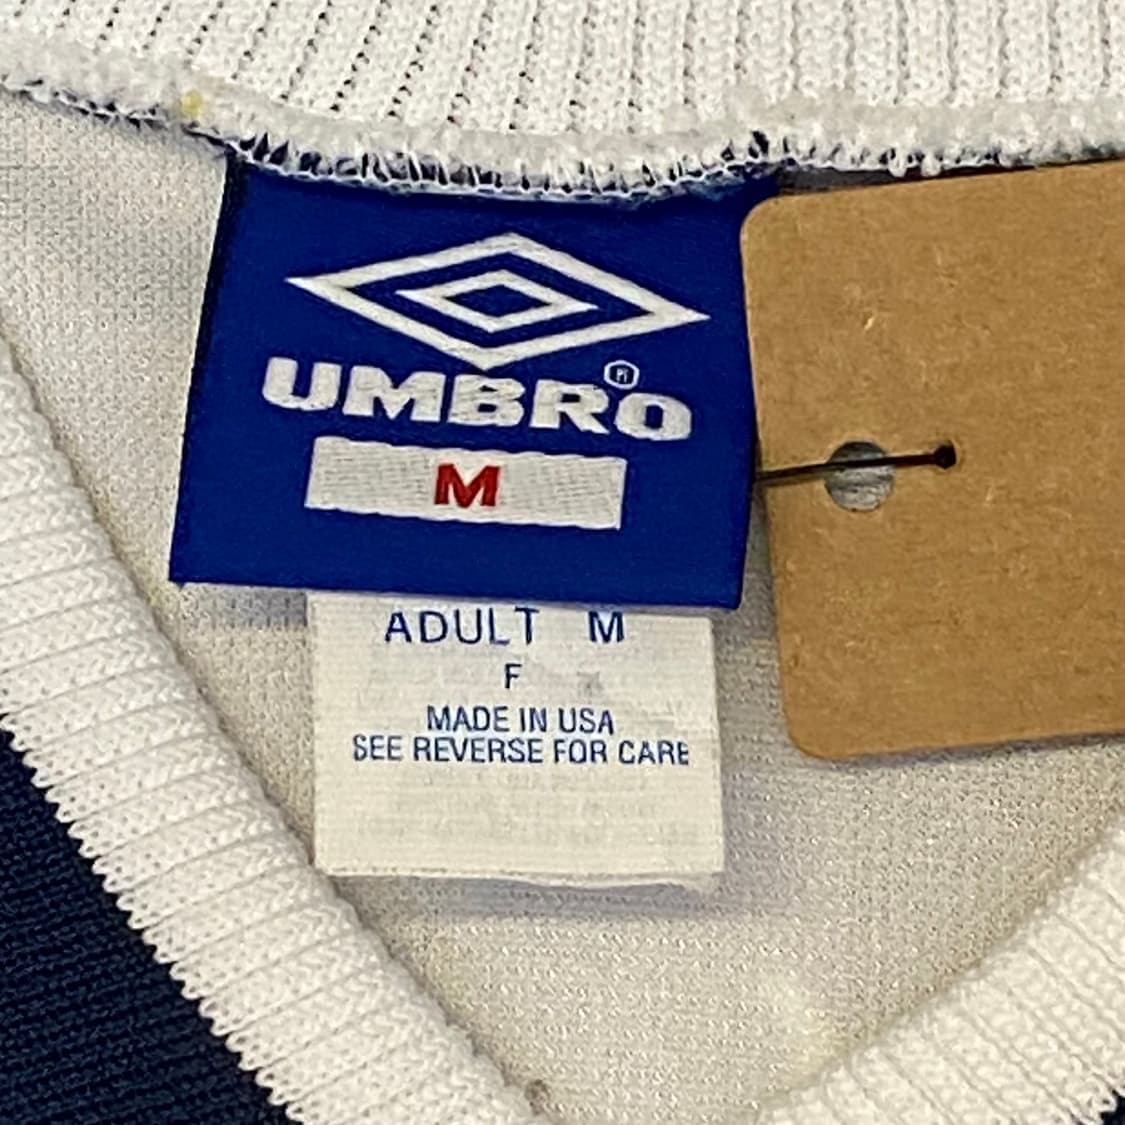 UMBRO®
M
ADULT M
F
MADE IN USA
SEE REVERSE FOR CARE